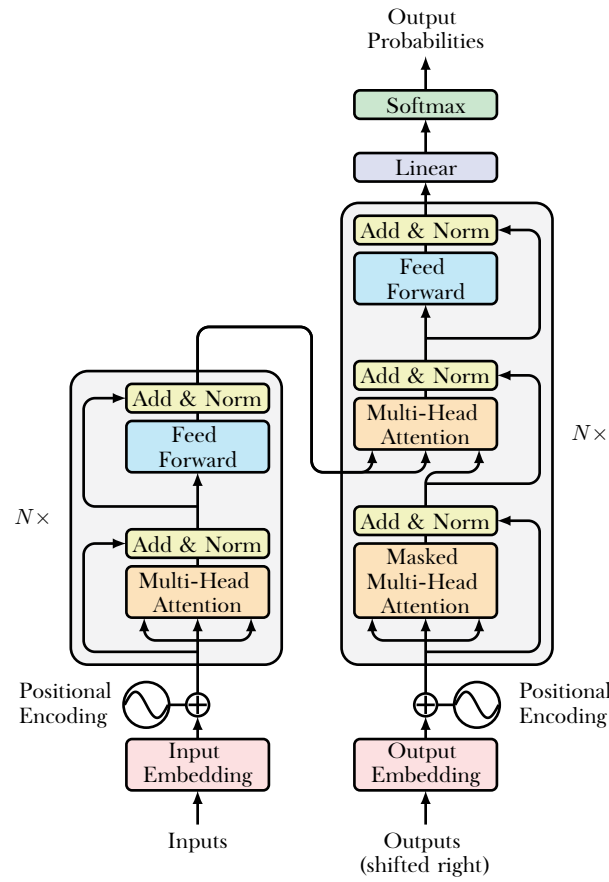 Output
Probabilities
Softmax
Linear
Add & Norm
Feed
Forward
Add & Norm
Multi-Head
Attention
N×
Add & Norm
Masked
Multi-Head
Attention
Add & Norm
Feed
Forward
N×
Add & Norm
Multi-Head
Attention
Positional
Encoding
Positional
Encoding
Input
Embedding
Output
Embedding
Inputs
Outputs
(shifted right)